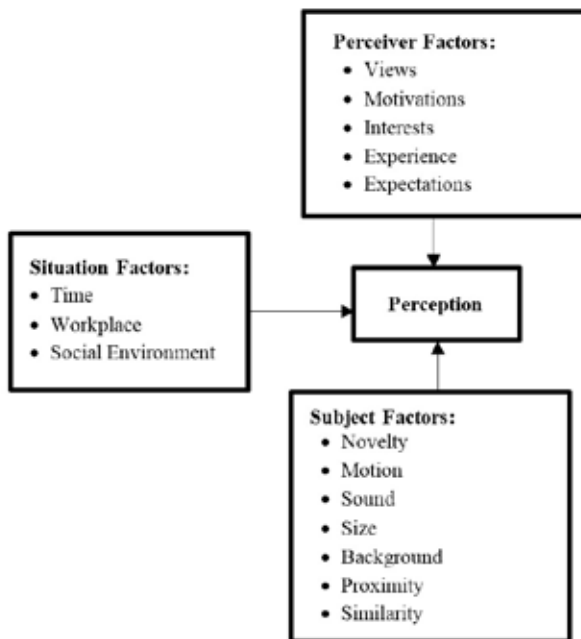 Perceiver Factors:
• Views
• Motivations
• Interests
• Experience
• Expectations
Situation Factors:
• Time
• Workplace
• Social Environment
Perception
Subject Factors:
• Novelty
• Motion
• Sound
• Size
• Background
• Proximity
• Similarity